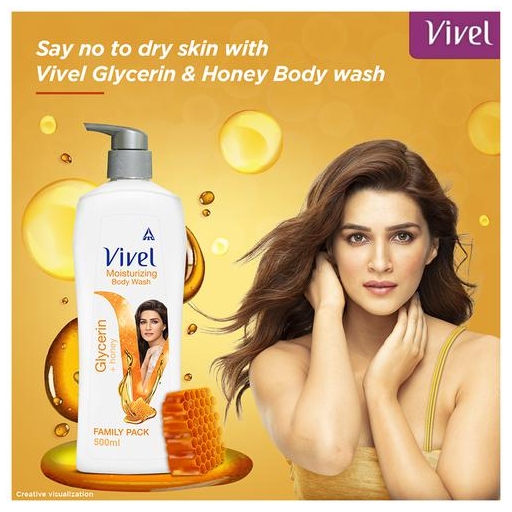 Vivel
Say no to dry skin with
Vivel Glycerin & Honey Body wash
Vivel
Moisturizing
Body Wash
Glycerin
+ honey
FAMILY PACK
500ml
Creative visualization